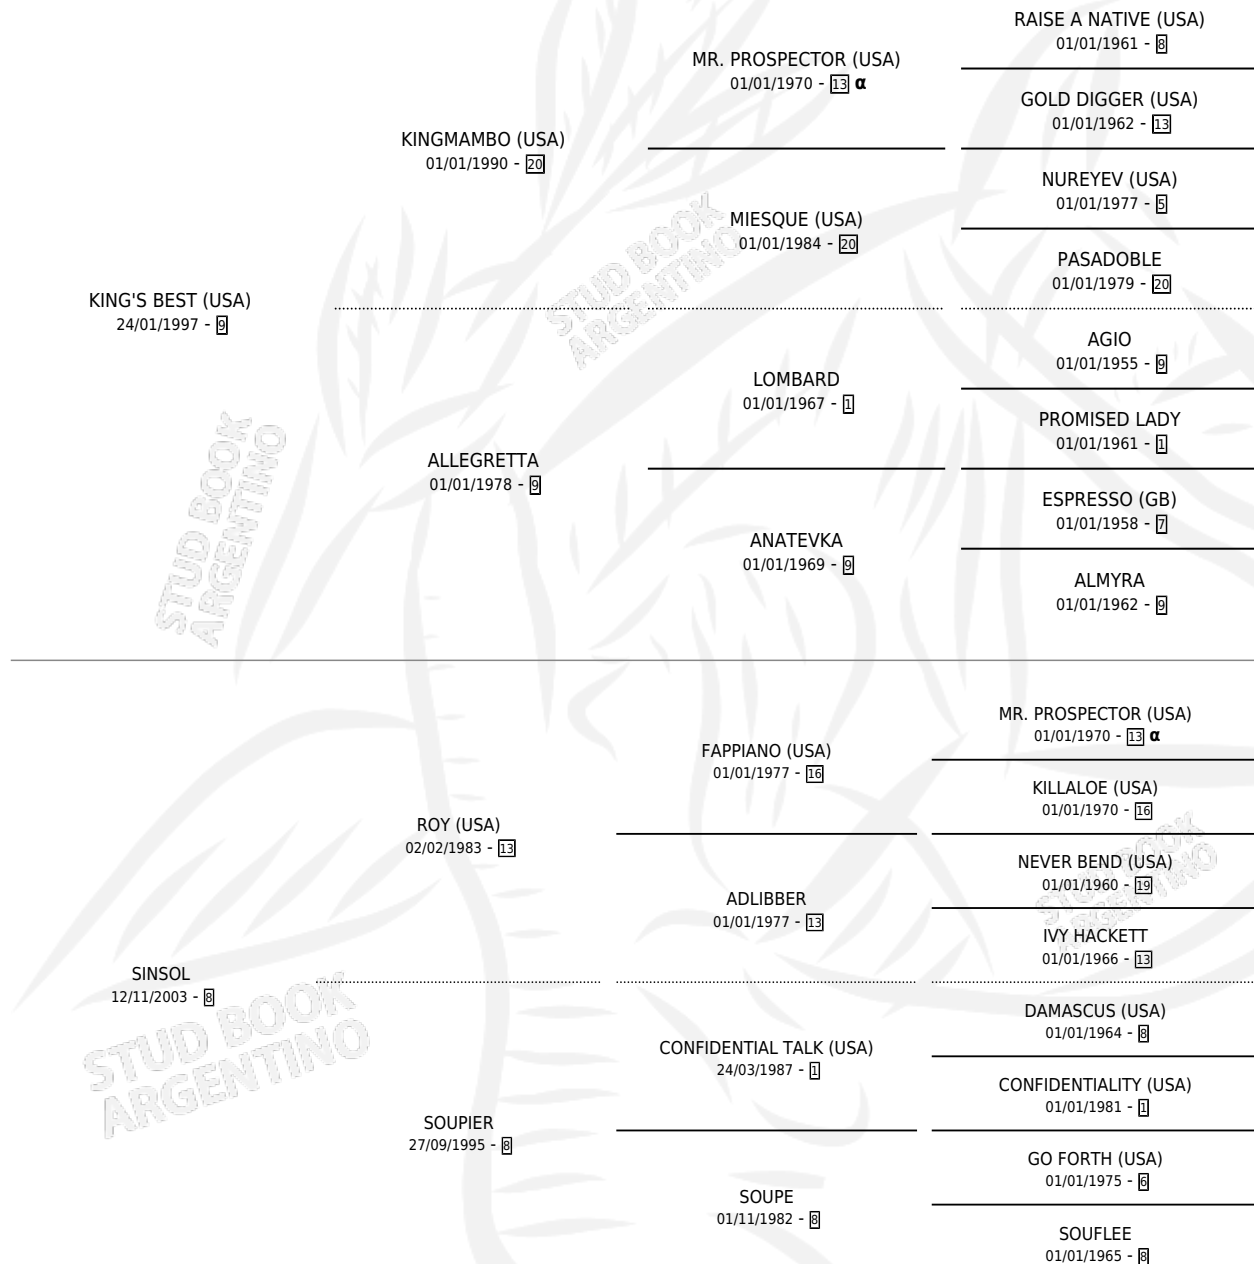 RAISE A NATIVE (USA)
01/01/1961 - 8
MR. PROSPECTOR (USA)
01/01/1970 - 13 α
GOLD DIGGER (USA)
01/01/1962 - 13
KINGMAMBO (USA)
01/01/1990 - 20
NUREYEV (USA)
01/01/1977 - 5
MIESQUE (USA)
01/01/1984 - 20
PASADOBLE
01/01/1979 - 20
KING'S BEST (USA)
24/01/1997 - 9
STUD BOOK
ARGENTINO
AGIO
01/01/1955 - 9
LOMBARD
01/01/1967 - 1
PROMISED LADY
01/01/1961 - 1
ALLEGRETTA
01/01/1978 - 9
STUD BOOK
ARGENTINO
ESPRESSO (GB)
01/01/1958 - 7
ANATEVKA
01/01/1969 - 9
ALMYRA
01/01/1962 - 9
MR. PROSPECTOR (USA)
01/01/1970 - 13 α
FAPPIANO (USA)
01/01/1977 - 16
KILLALOE (USA)
01/01/1970 - 16
ROY (USA)
02/02/1983 - 13
STUD BOOK
ARGENTINO
NEVER BEND (USA)
01/01/1960 - 19
ADLIBBER
01/01/1977 - 13
IVY HACKETT
01/01/1966 - 13
SINSOL
12/11/2003 - 8
STUD BOOK
ARGENTINO
DAMASCUS (USA)
01/01/1964 - 8
CONFIDENTIAL TALK (USA)
24/03/1987 - 1
CONFIDENTIALITY (USA)
01/01/1981 - 1
SOUPIER
27/09/1995 - 8
GO FORTH (USA)
01/01/1975 - 6
SOUPE
01/11/1982 - 8
SOUFLEE
01/01/1965 - 8